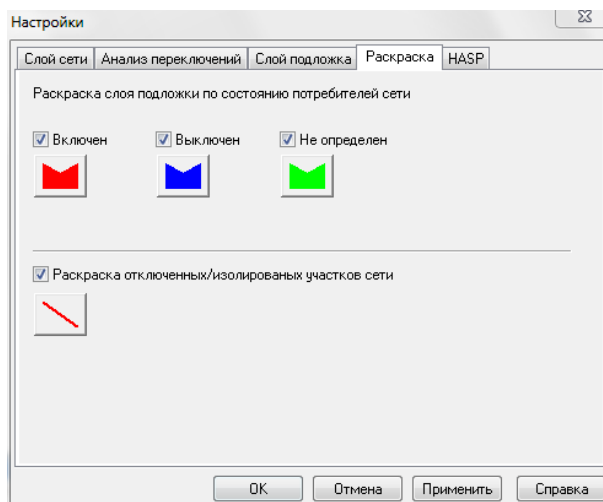 Настройки
Слой сети Анализ переключений Слой подложка Раскраска HASP
Раскраска слоя подложки по состоянию потребителей сети
Включен Выключен Не определен
Раскраска отключенных/изолированых участков сети
OK Отмена Применить Справка